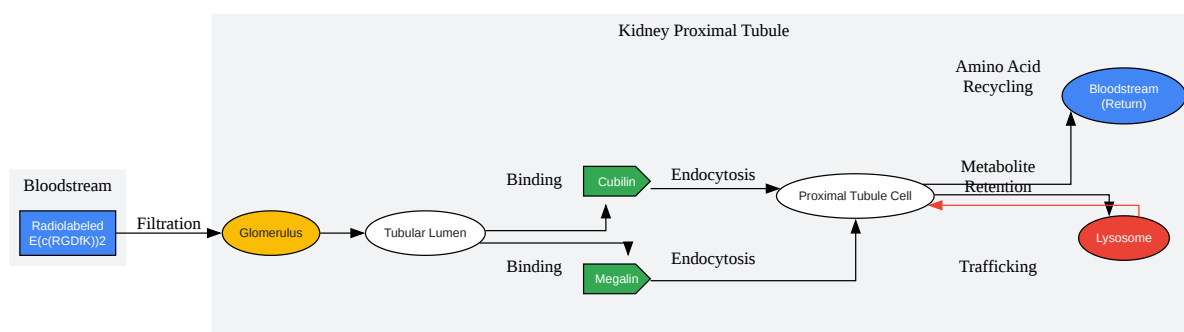 Kidney Proximal Tubule
Amino Acid
Recycling
Bloodstream
(Return)
Bloodstream
Radiolabeled
E(c(RGDfK))2
Filtration
Glomerulus
Tubular Lumen
Binding
Cubilin
Endocytosis
Binding
Megalin
Endocytosis
Proximal Tubule Cell
Metabolite
Retention
Lysosome
Trafficking